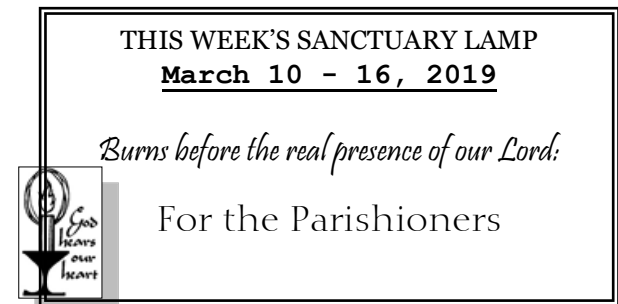 THIS WEEK’S SANCTUARY LAMP
March 10 - 16, 2019
Burns before the real presence of our Lord:
For the Parishioners
God
hears
our
heart